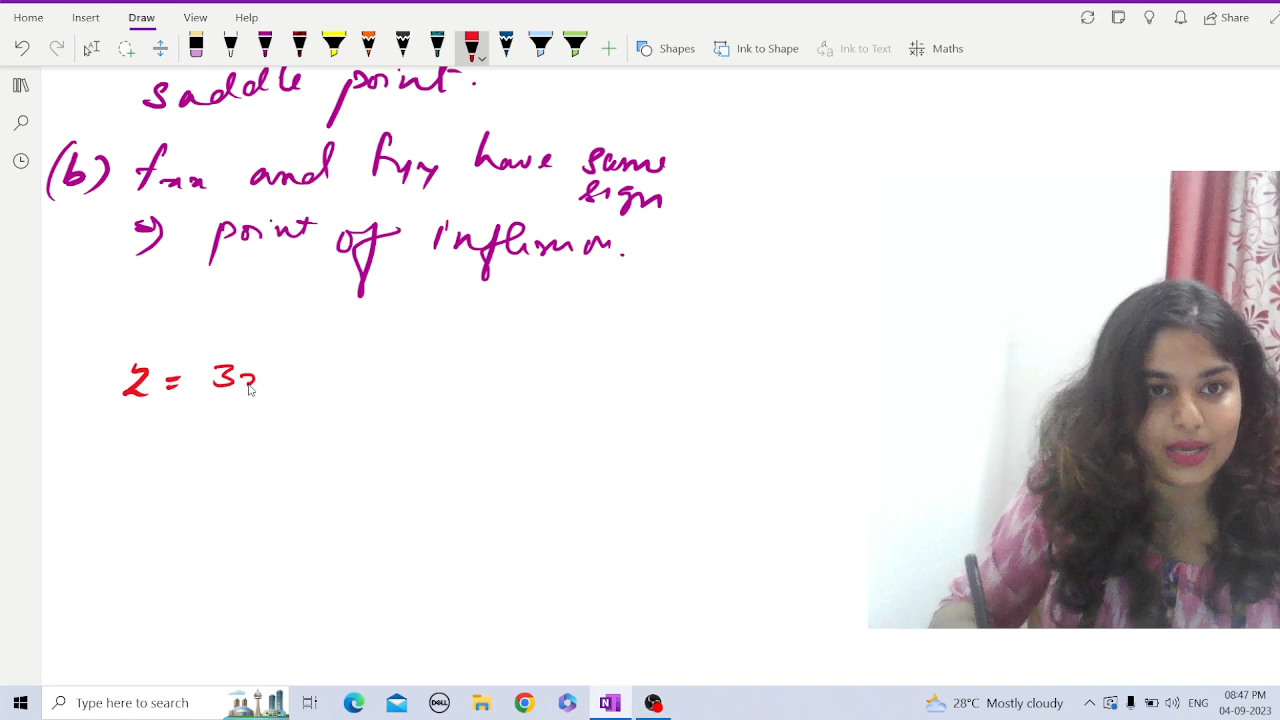 Home Insert Draw View Help Share
Shapes Ink to Shape Ink to Text Maths
saddle point.
(b) fxx and fyy have same sign
⇒ point of inflexion.
z = 3
Type here to search
DELL
28°C Mostly cloudy
ENG
8:47 PM
04-09-2023